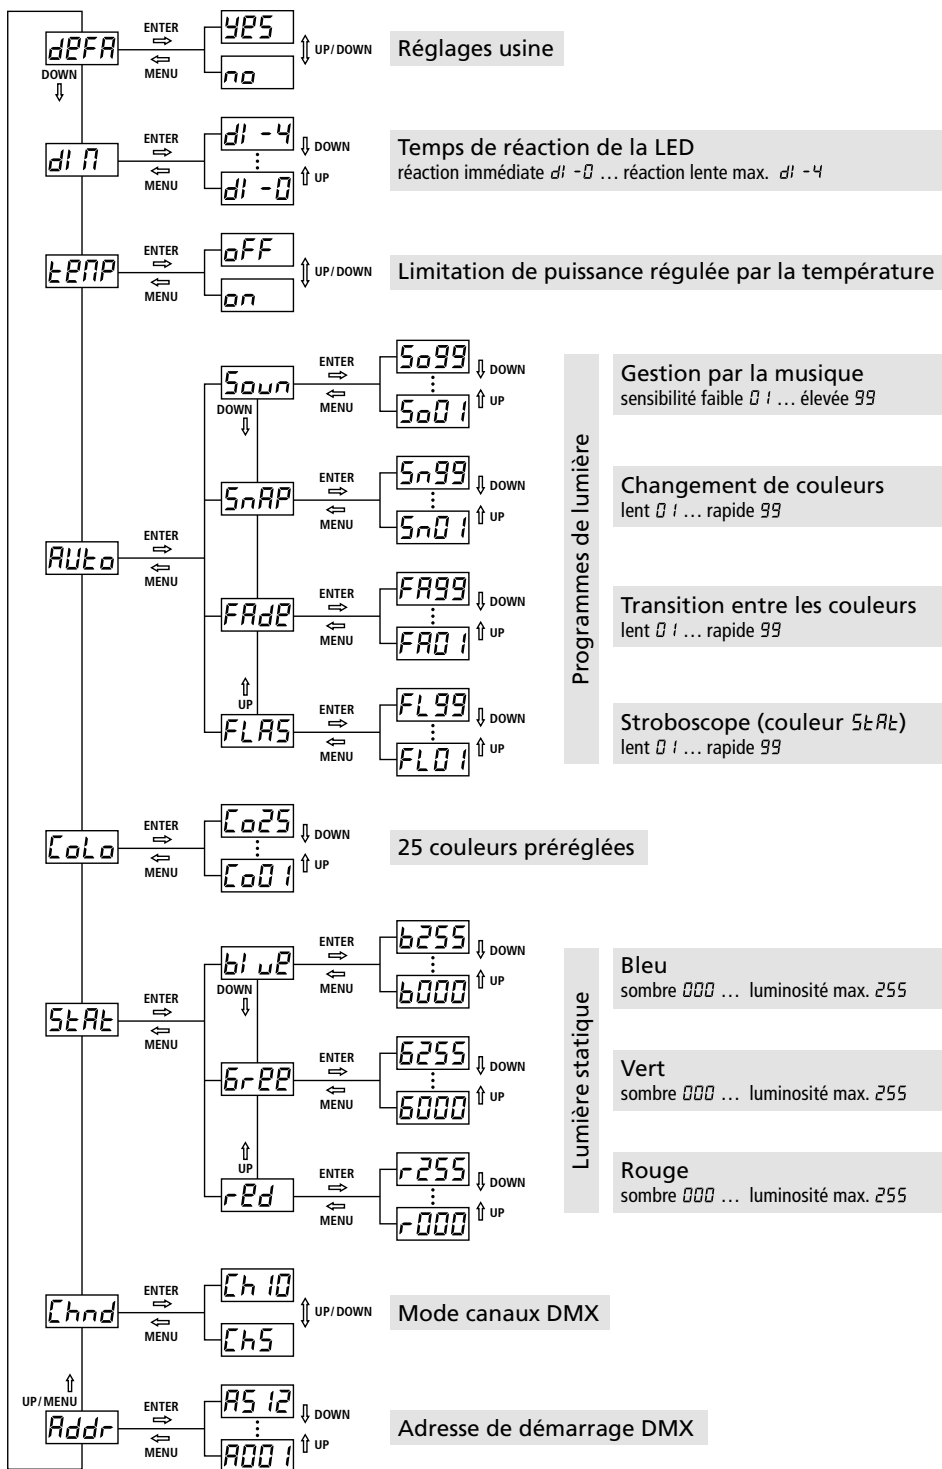 dEFA
ENTER
MENU
DOWN
YES
no
UP/DOWN
Réglages usine
diM
ENTER
MENU
di -4
di -0
DOWN
UP
Temps de réaction de la LED
réaction immédiate di -0 … réaction lente max. di -4
tEMP
ENTER
MENU
oFF
on
UP/DOWN
Limitation de puissance régulée par la température
AUto
ENTER
MENU
Soun
DOWN
ENTER
MENU
So99
So01
DOWN
UP
Programmes de lumière
Gestion par la musique
sensibilité faible 01 … élevée 99
SnAP
ENTER
MENU
Sn99
Sn01
DOWN
UP
Changement de couleurs
lent 01 … rapide 99
FAdE
ENTER
MENU
FA99
FA01
DOWN
UP
Transition entre les couleurs
lent 01 … rapide 99
UP
FLAS
ENTER
MENU
FL99
FL01
DOWN
UP
Stroboscope (couleur StAt)
lent 01 … rapide 99
CoLo
ENTER
MENU
Co25
Co01
DOWN
UP
25 couleurs préréglées
StAt
ENTER
MENU
bluE
DOWN
ENTER
MENU
b255
b000
DOWN
UP
Lumière statique
Bleu
sombre 000 … luminosité max. 255
GrEE
ENTER
MENU
G255
G000
DOWN
UP
Vert
sombre 000 … luminosité max. 255
UP
rEd
ENTER
MENU
r255
r000
DOWN
UP
Rouge
sombre 000 … luminosité max. 255
Chnd
ENTER
MENU
Ch10
Ch5
UP/DOWN
Mode canaux DMX
UP/MENU
Addr
ENTER
MENU
A512
A001
DOWN
UP
Adresse de démarrage DMX